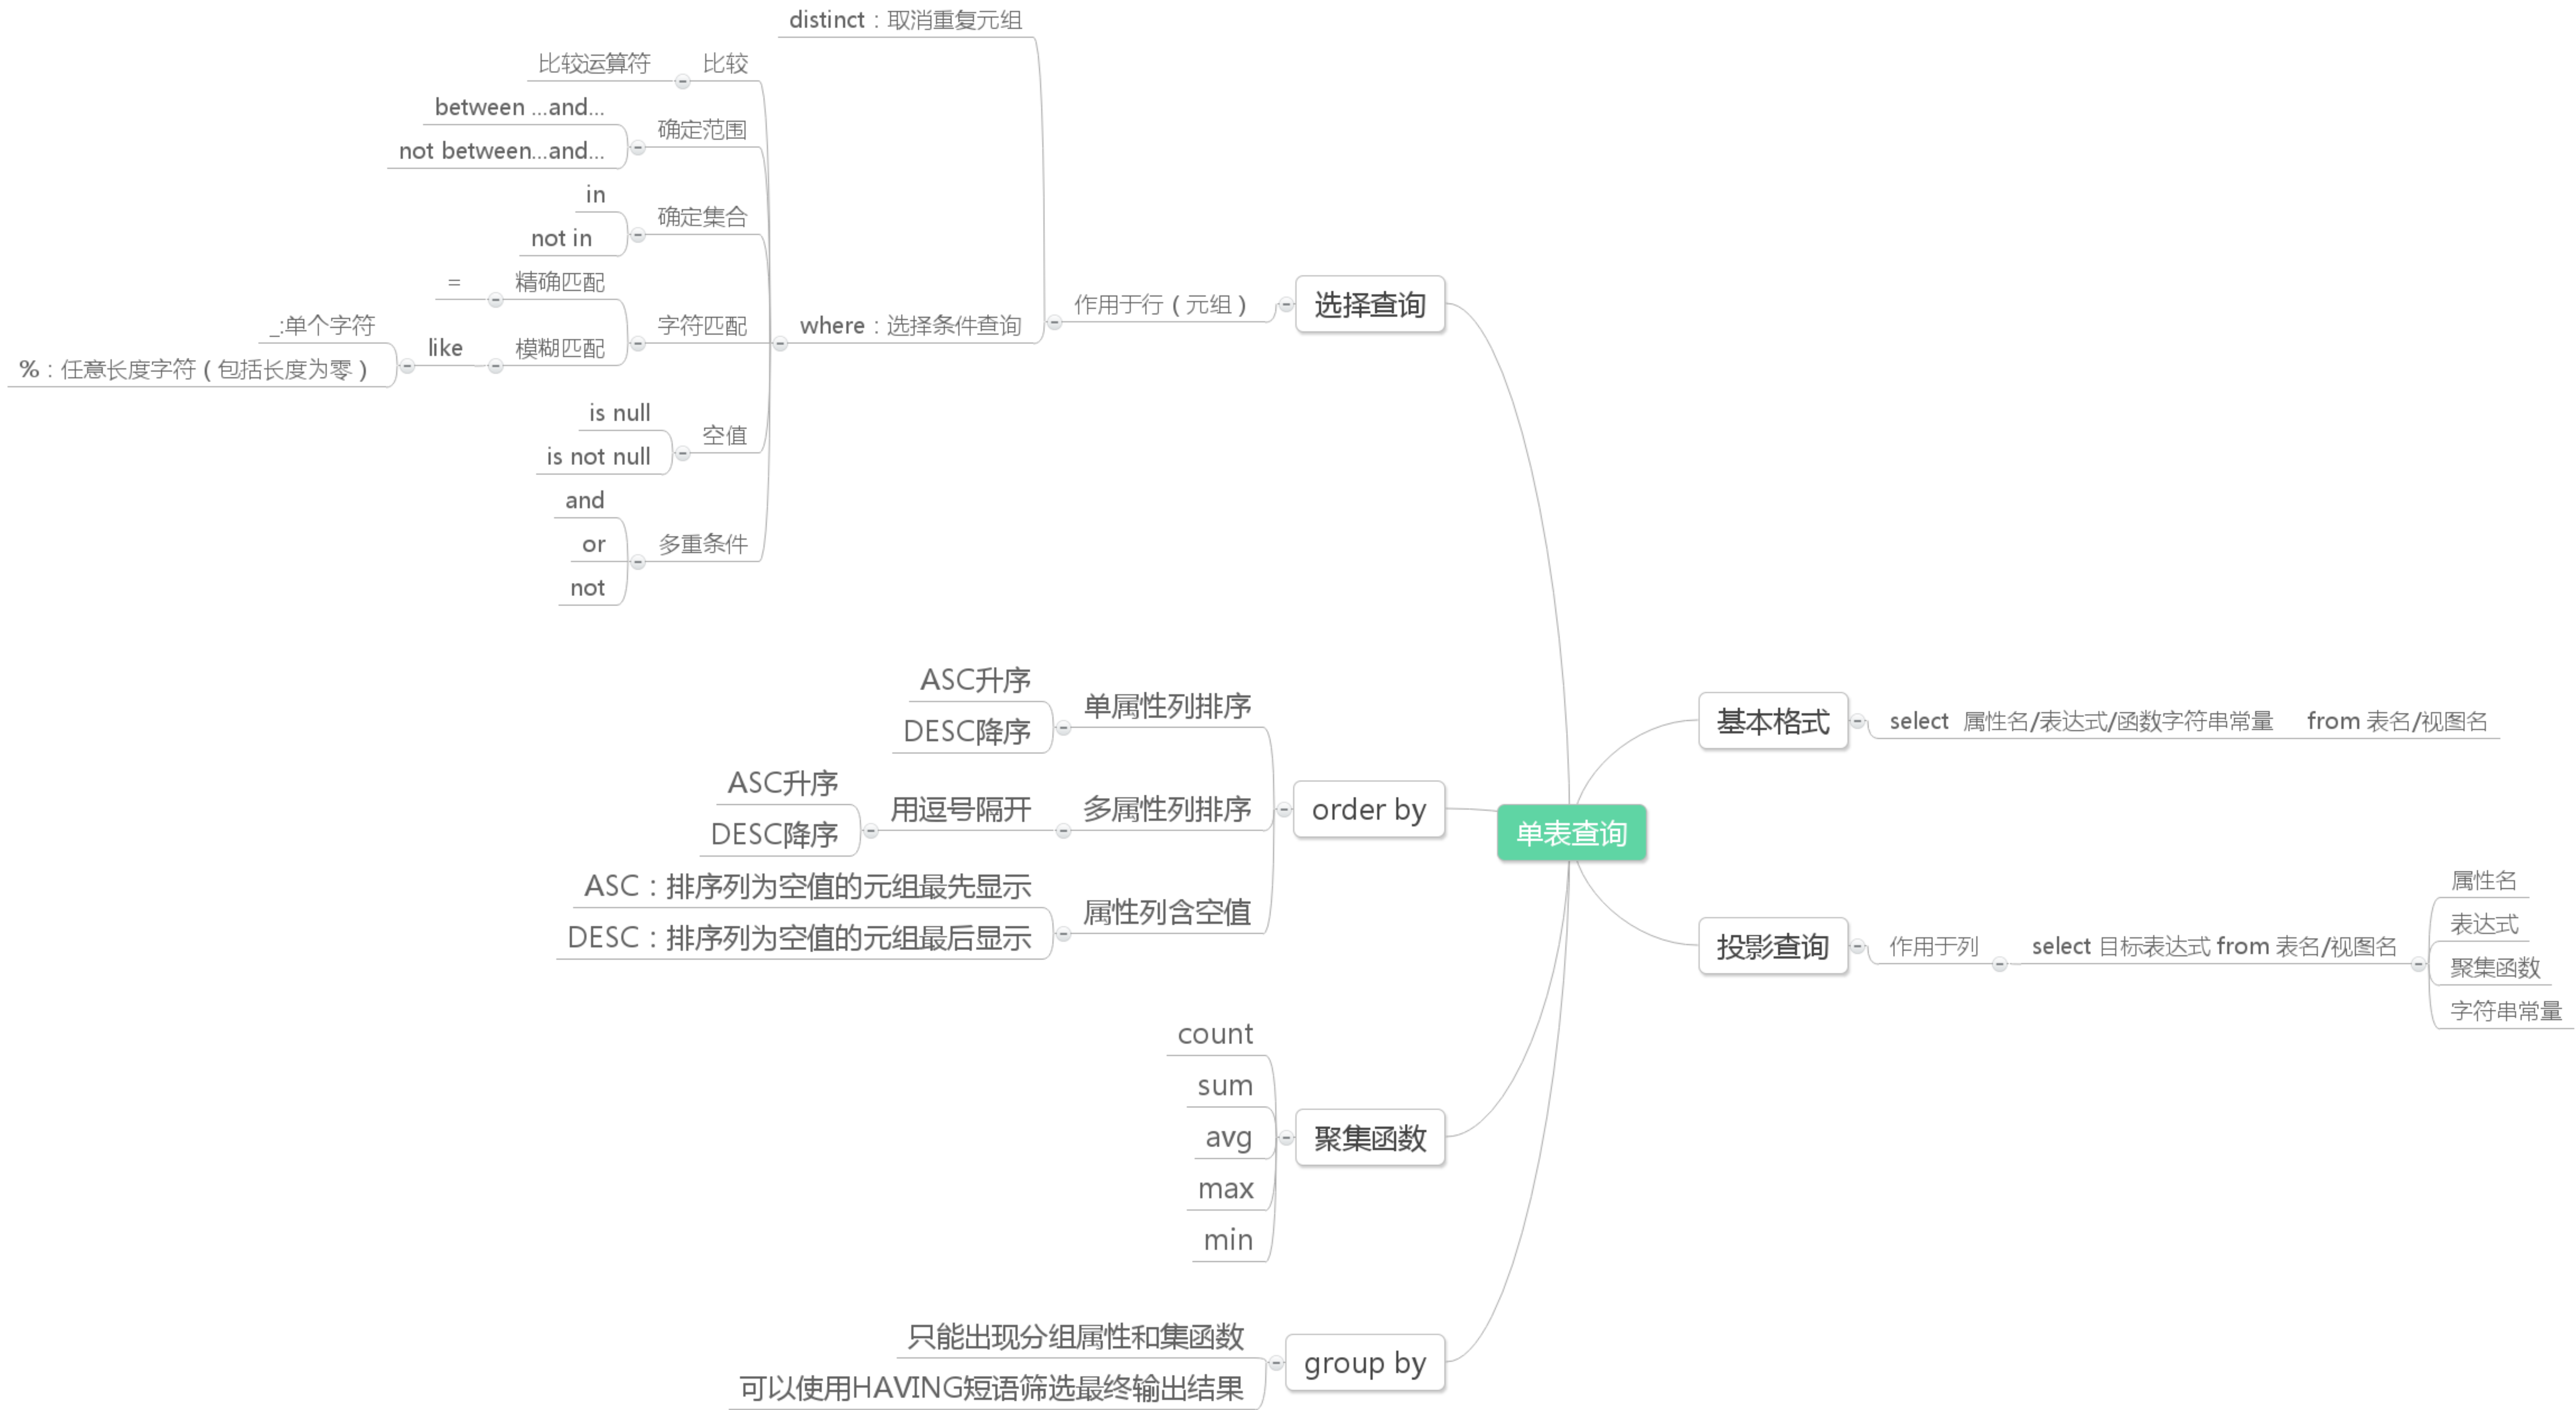 distinct：取消重复元组
比较运算符
比较
between ...and...
确定范围
not between...and...
in
确定集合
not in
=
精确匹配
_:单个字符
字符匹配
where：选择条件查询
作用于行（元组）
选择查询
like
模糊匹配
%：任意长度字符（包括长度为零）
is null
空值
is not null
and
or
多重条件
not
ASC升序
单属性列排序
DESC降序
ASC升序
用逗号隔开
多属性列排序
order by
DESC降序
ASC：排序列为空值的元组最先显示
属性列含空值
DESC：排序列为空值的元组最后显示
count
sum
avg
聚集函数
max
min
只能出现分组属性和集函数
group by
可以使用HAVING短语筛选最终输出结果
单表查询
基本格式
select  属性名/表达式/函数字符串常量    from 表名/视图名
投影查询
作用于列
select 目标表达式 from 表名/视图名
属性名
表达式
聚集函数
字符串常量